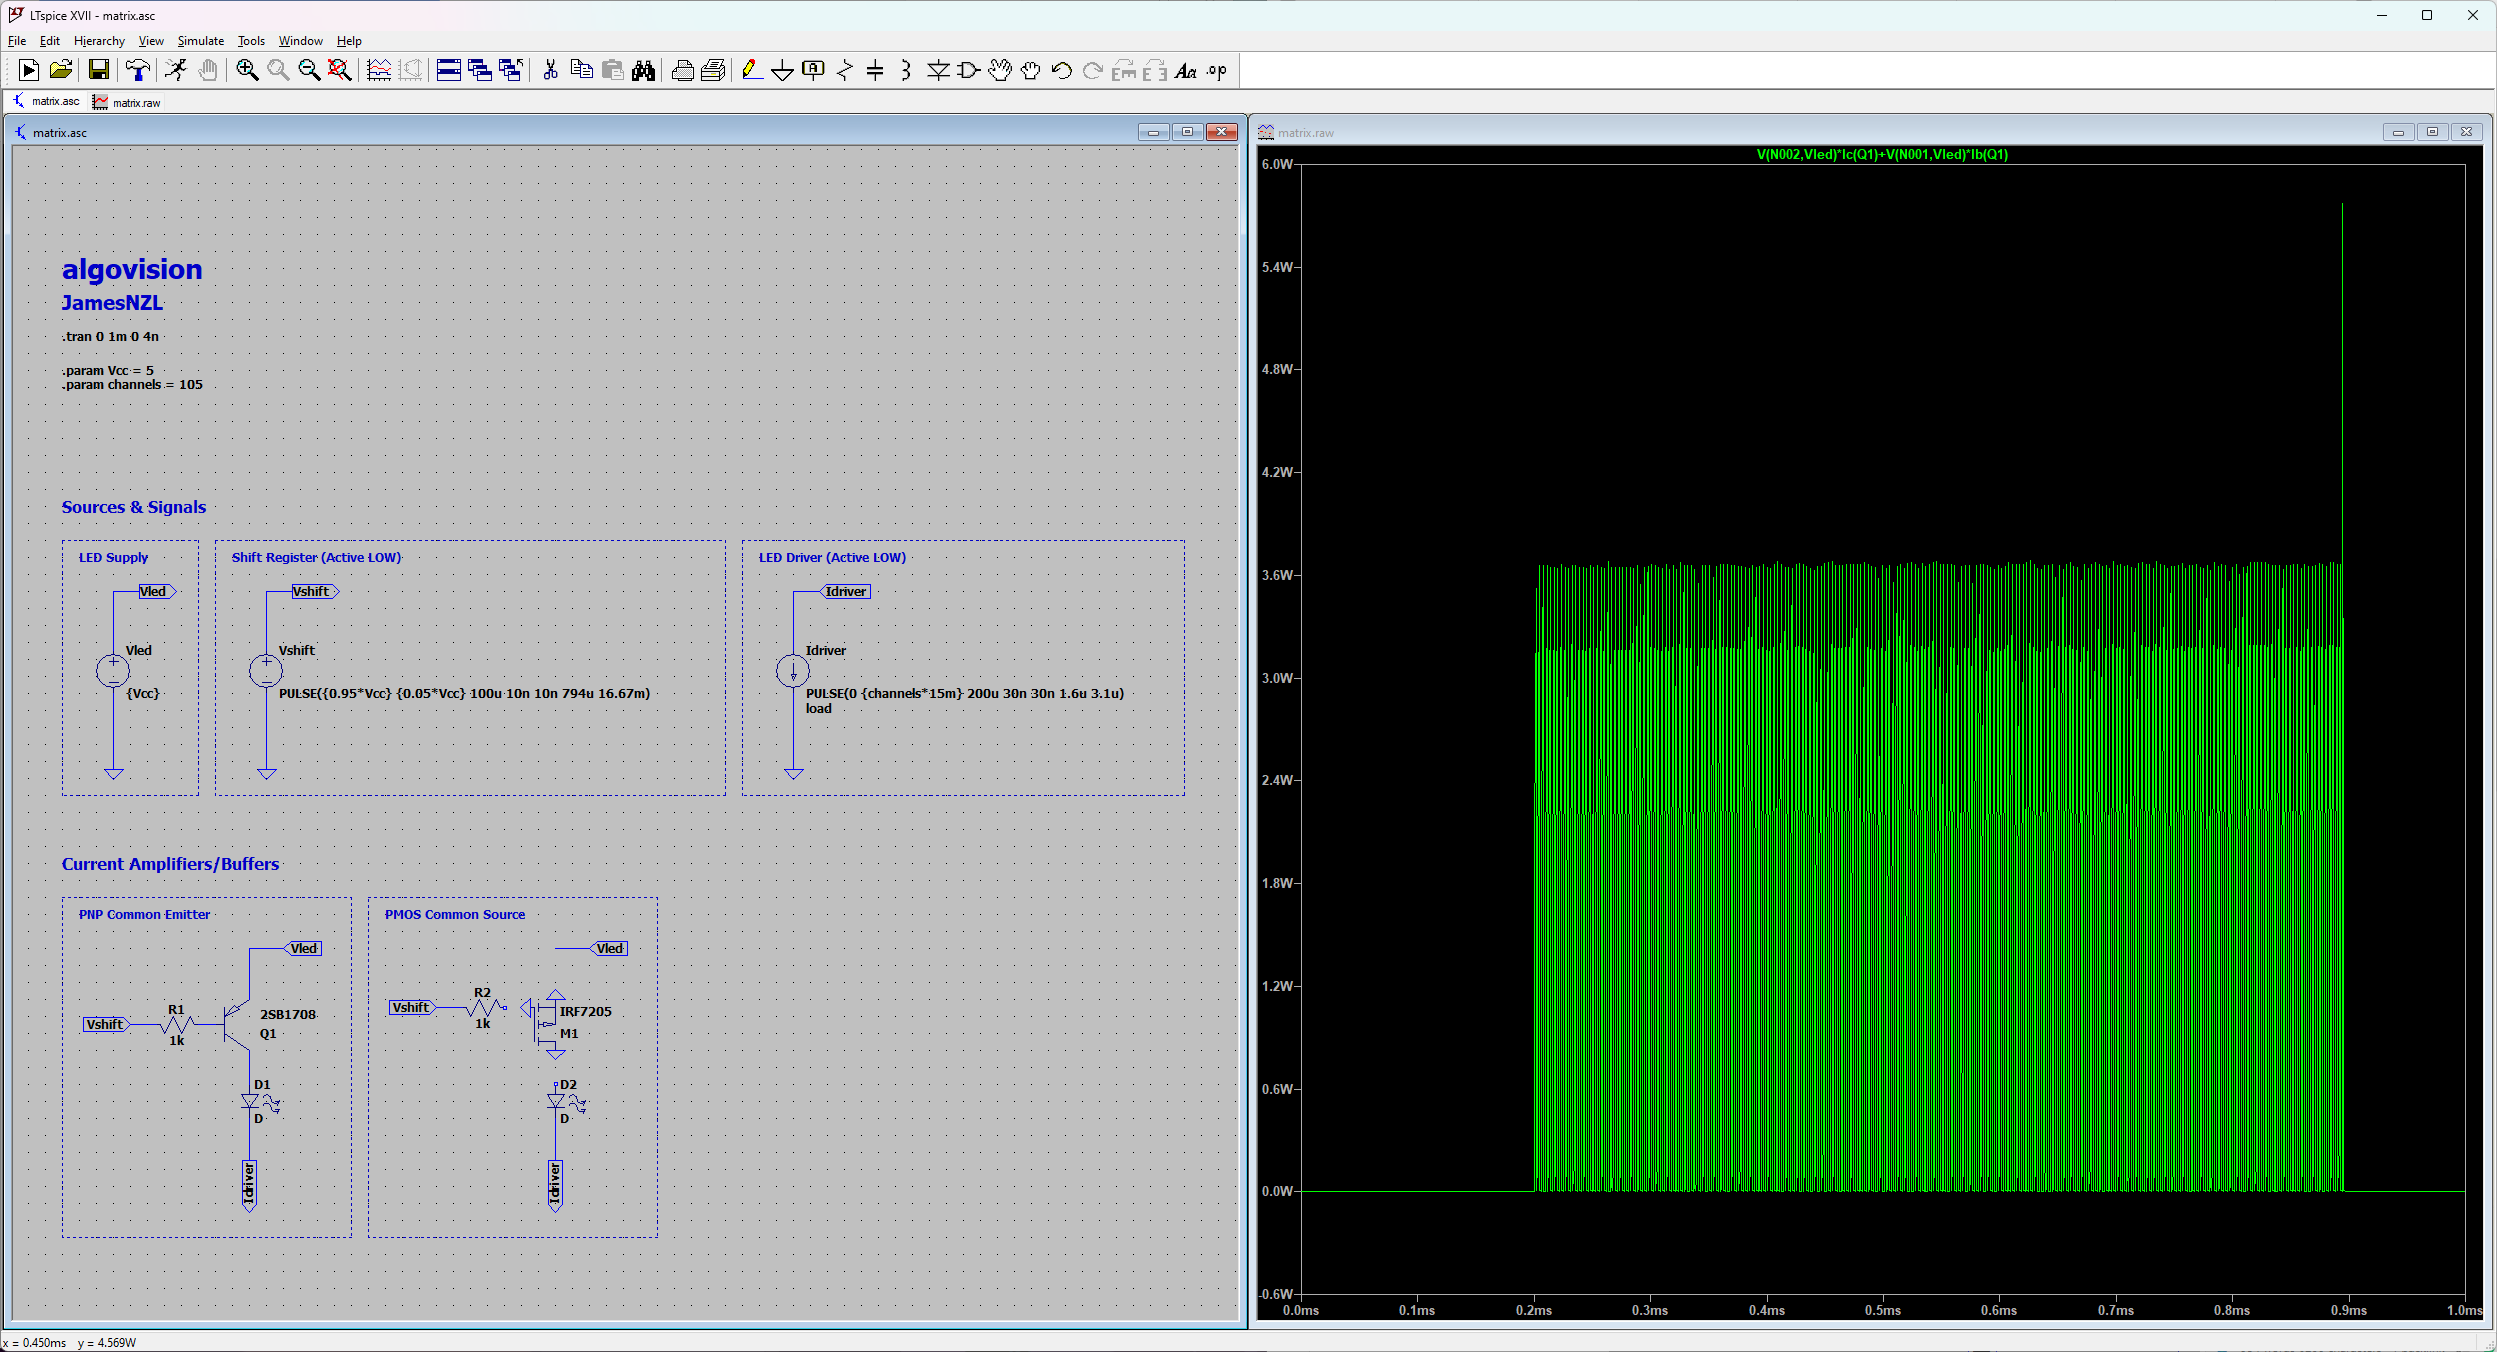 LTspice XVII - matrix.asc
File Edit Hierarchy View Simulate Tools Window Help
.op
matrix.asc matrix.raw
matrix.asc
algovision
JamesNZL
.tran 0 1m 0 4n
.param Vcc = 5
.param channels = 105
Sources & Signals
LED Supply
Vled
Vled
{Vcc}
Shift Register (Active LOW)
Vshift
Vshift
PULSE({0.95*Vcc} {0.05*Vcc} 100u 10n 10n 794u 16.67m)
LED Driver (Active LOW)
Idriver
Idriver
PULSE(0 {channels*15m} 200u 30n 30n 1.6u 3.1u)
load
Current Amplifiers/Buffers
PNP Common Emitter
Vled
Vshift
R1
1k
2SB1708
Q1
D1
D
Idriver
PMOS Common Source
Vled
Vshift
R2
1k
IRF7205
M1
D2
D
Idriver
matrix.raw
V(N002,Vled)*Ic(Q1)+V(N001,Vled)*Ib(Q1)
6.0W
5.4W
4.8W
4.2W
3.6W
3.0W
2.4W
1.8W
1.2W
0.6W
0.0W
-0.6W
0.0ms 0.1ms 0.2ms 0.3ms 0.4ms 0.5ms 0.6ms 0.7ms 0.8ms 0.9ms 1.0ms
x = 0.450ms y = 4.569W